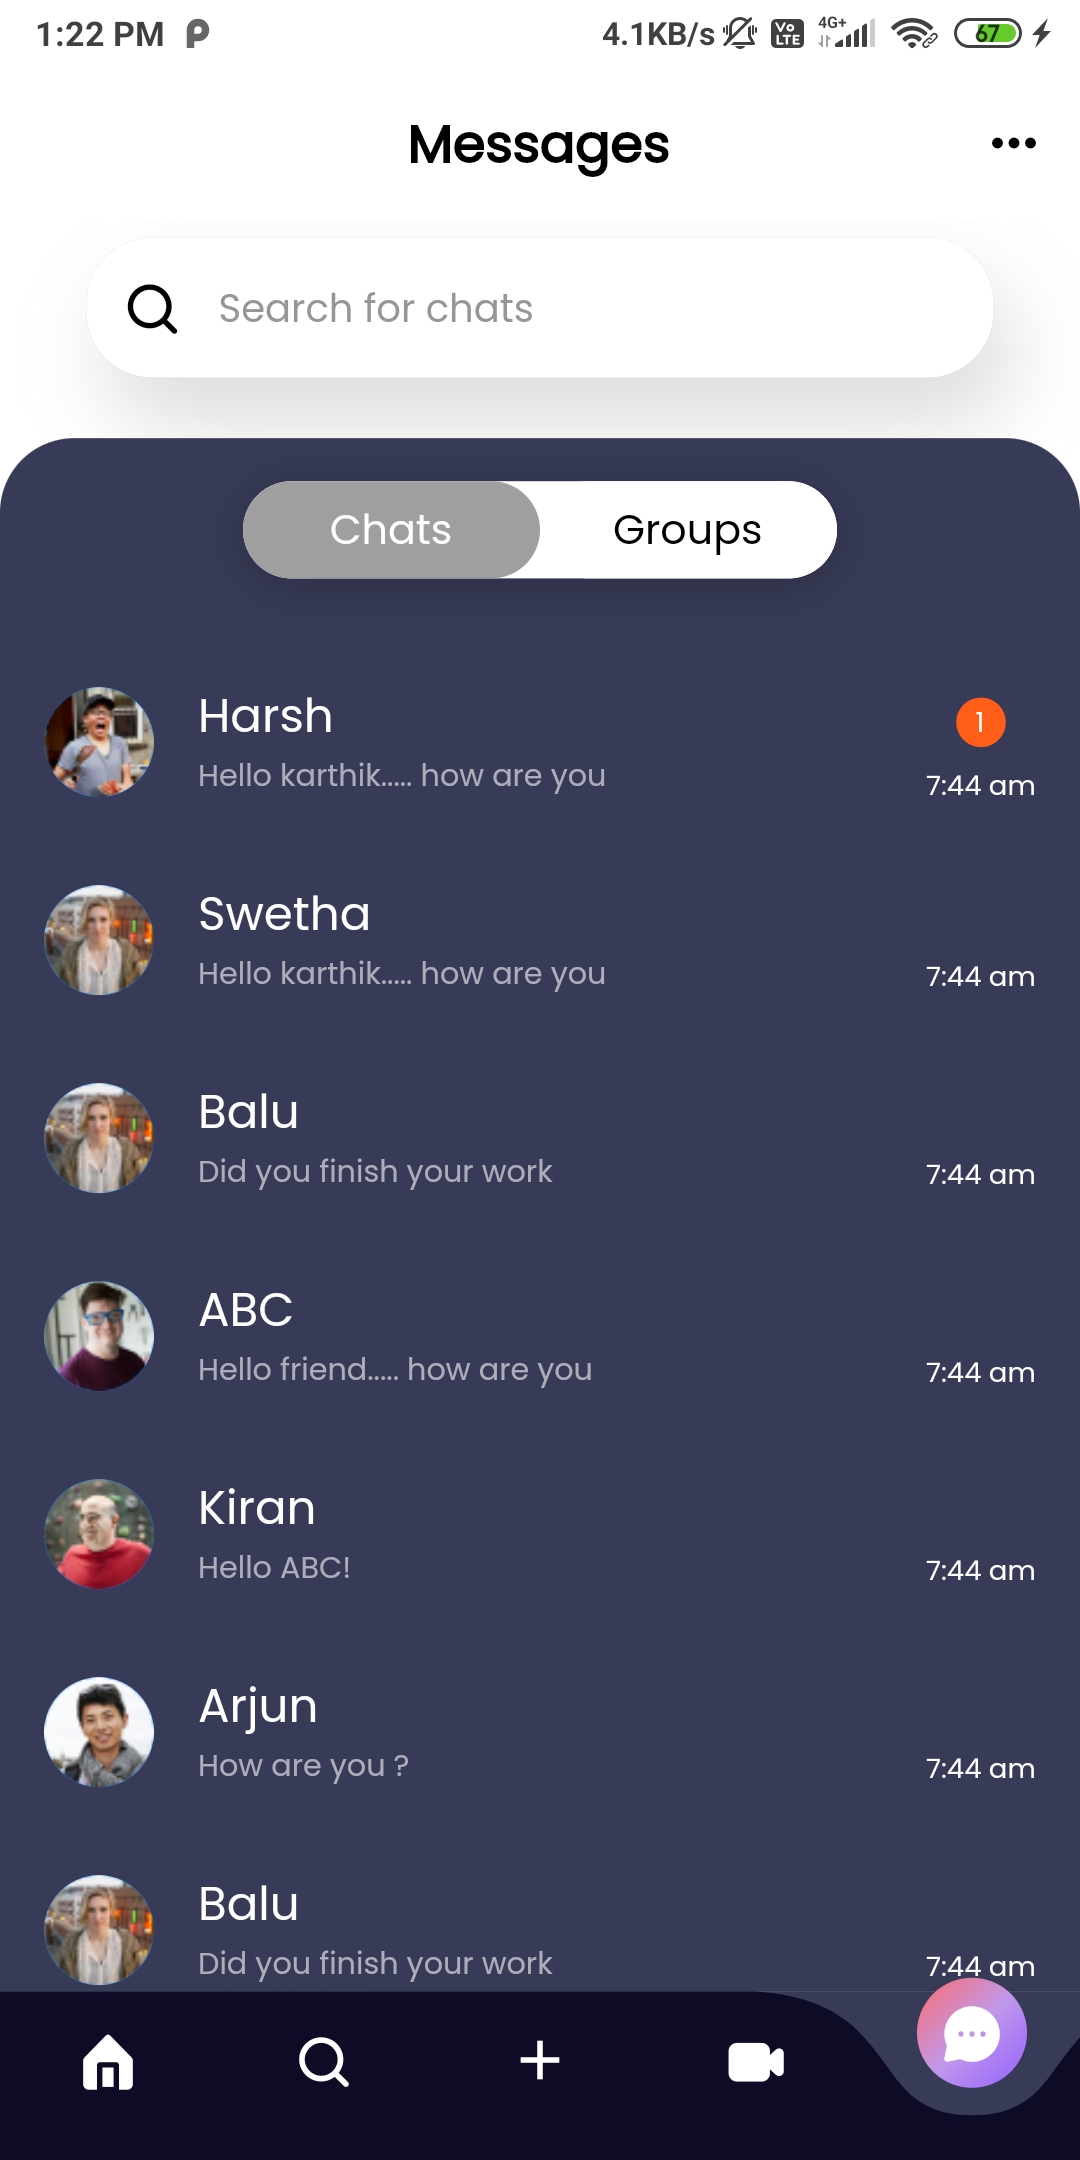 1:22 PM 4.1KB/s Vo LTE 4G+ 67
Messages
Search for chats
Chats Groups
Harsh 1
Hello karthik..... how are you 7:44 am
Swetha
Hello karthik..... how are you 7:44 am
Balu
Did you finish your work 7:44 am
ABC
Hello friend..... how are you 7:44 am
Kiran
Hello ABC! 7:44 am
Arjun
How are you ? 7:44 am
Balu
Did you finish your work 7:44 am